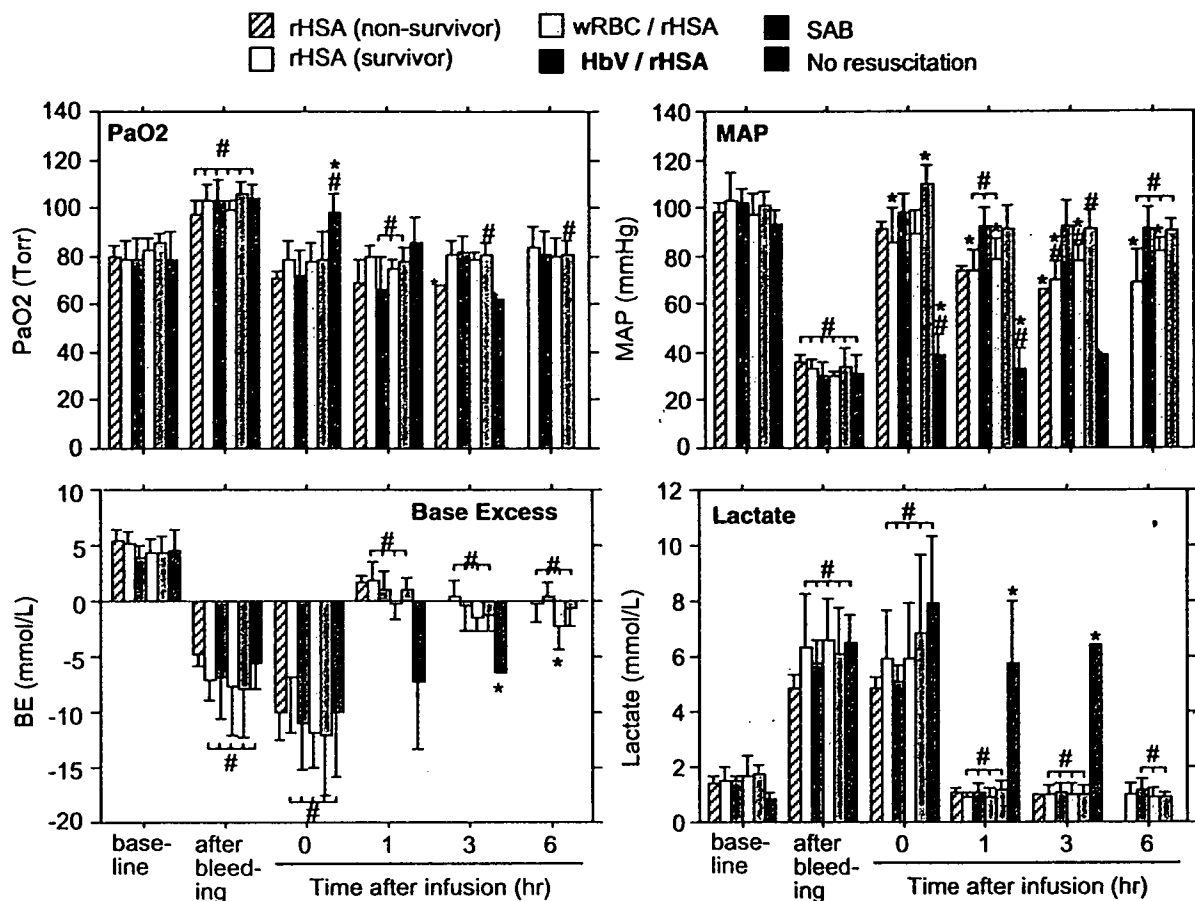 rHSA (non-survivor) wRBC / rHSA SAB
rHSA (survivor) HbV / rHSA No resuscitation
PaO2
PaO2 (Torr)
140
120
100
80
60
40
20
0
#
*
#
#
*
#
#
MAP
MAP (mmHg)
140
120
100
80
60
40
20
0
#
*
*
*
#
#
*
*
*
#
*
*
#
*
#
#
#
*
*
Base Excess
BE (mmol/L)
10
5
0
-5
-10
-15
-20
#
#
#
#
*
#
*
base-
line
after
bleed-
ing
0 1 3 6
Time after infusion (hr)
Lactate
Lactate (mmol/L)
12
10
8
6
4
2
0
#
#
#
*
#
*
#
base-
line
after
bleed-
ing
0 1 3 6
Time after infusion (hr)